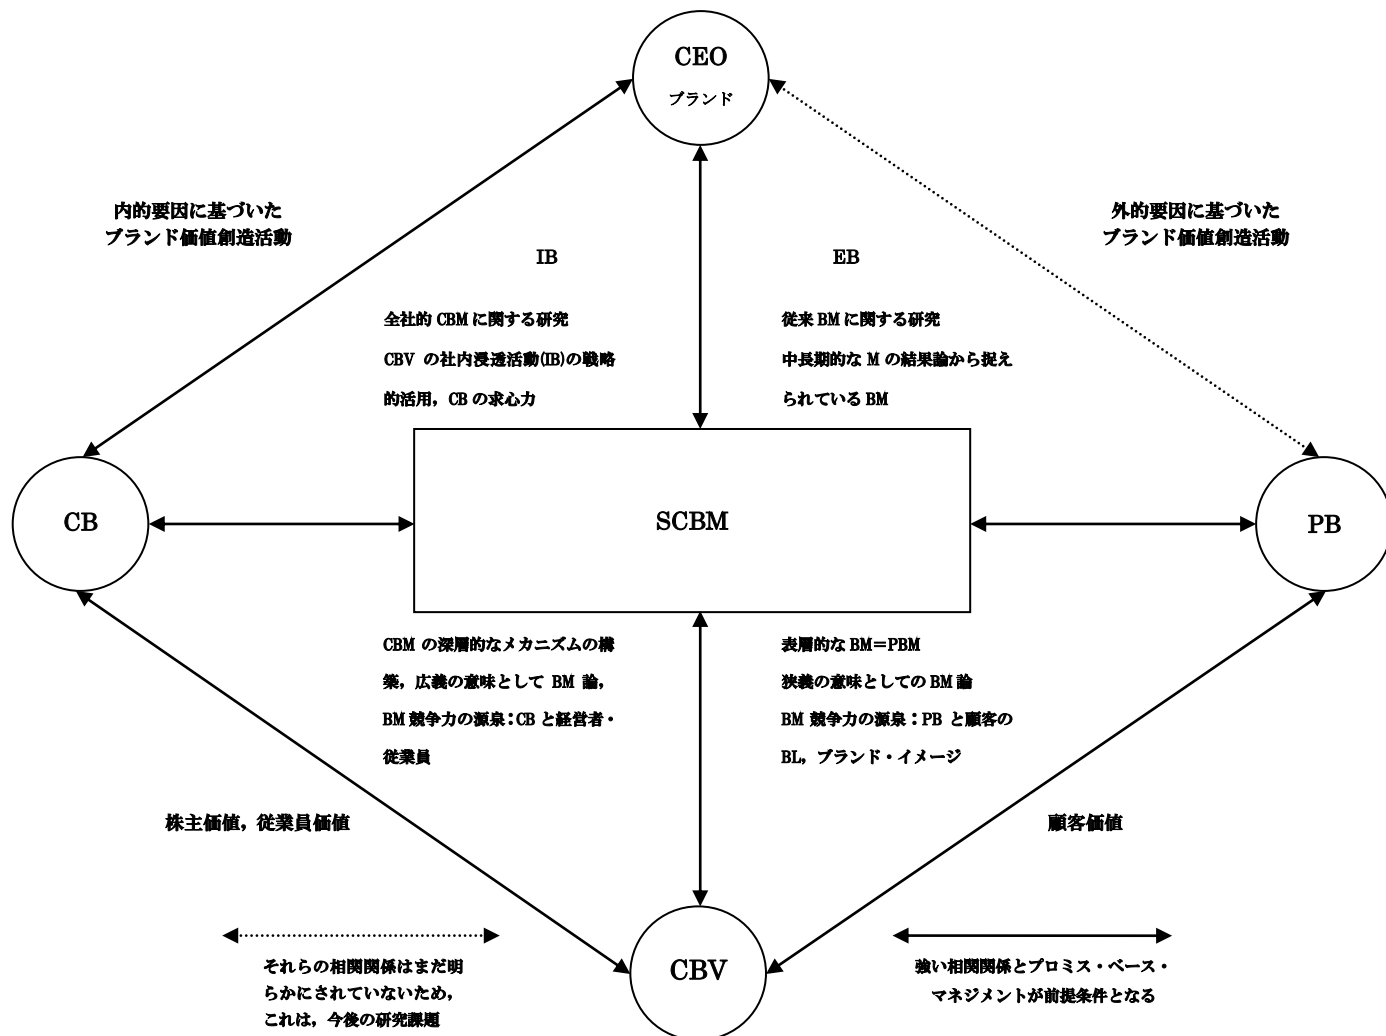 CEO
ブランド
内的要因に基づいた
ブランド価値創造活動
外的要因に基づいた
ブランド価値創造活動
IB
EB
全社的 CBM に関する研究
CBV の社内浸透活動(IB)の戦略
的活用，CB の求心力
従来 BM に関する研究
中長期的な M の結果論から捉え
られている BM
CB
SCBM
PB
CBM の深層的なメカニズムの構
築，広義の意味として BM 論，
BM 競争力の源泉：CB と経営者・
従業員
表層的な BM＝PBM
狭義の意味としての BM 論
BM 競争力の源泉：PB と顧客の
BL，ブランド・イメージ
株主価値，従業員価値
顧客価値
CBV
それらの相関関係はまだ明
らかにされていないため，
これは，今後の研究課題
強い相関関係とプロミス・ベース・
マネジメントが前提条件となる